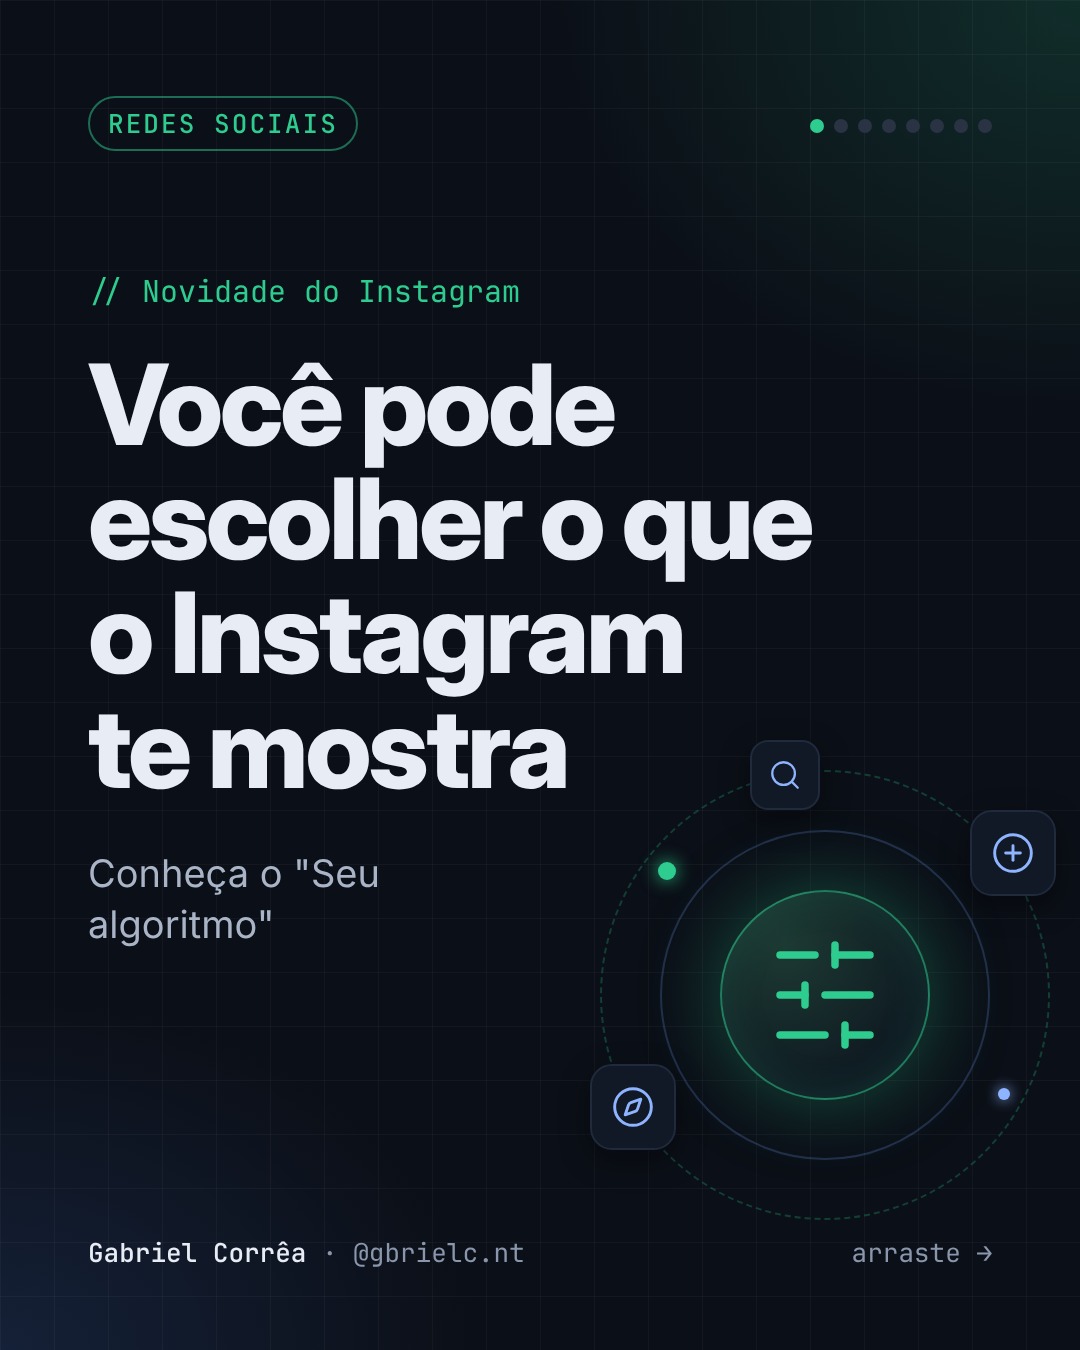 REDES SOCIAIS
// Novidade do Instagram
Você pode
escolher o que
o Instagram
te mostra
Conheça o "Seu
algoritmo"
Gabriel Corrêa · @gbrielc.nt
arraste →